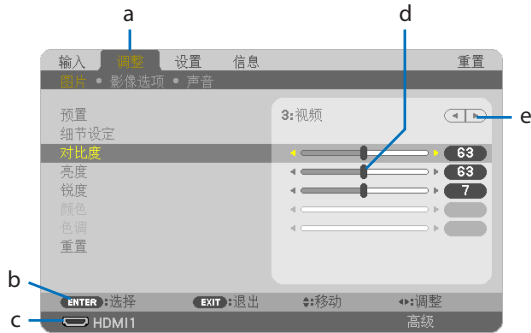 a
d
输入 调整 设置 信息 重置
图片 • 影像选项 • 声音
预置 3:视频
e
细节设定
对比度 63
亮度 63
锐度 7
颜色
色调
重置
b
ENTER:选择 EXIT:退出 :移动 :调整
c
HDMI1 高级